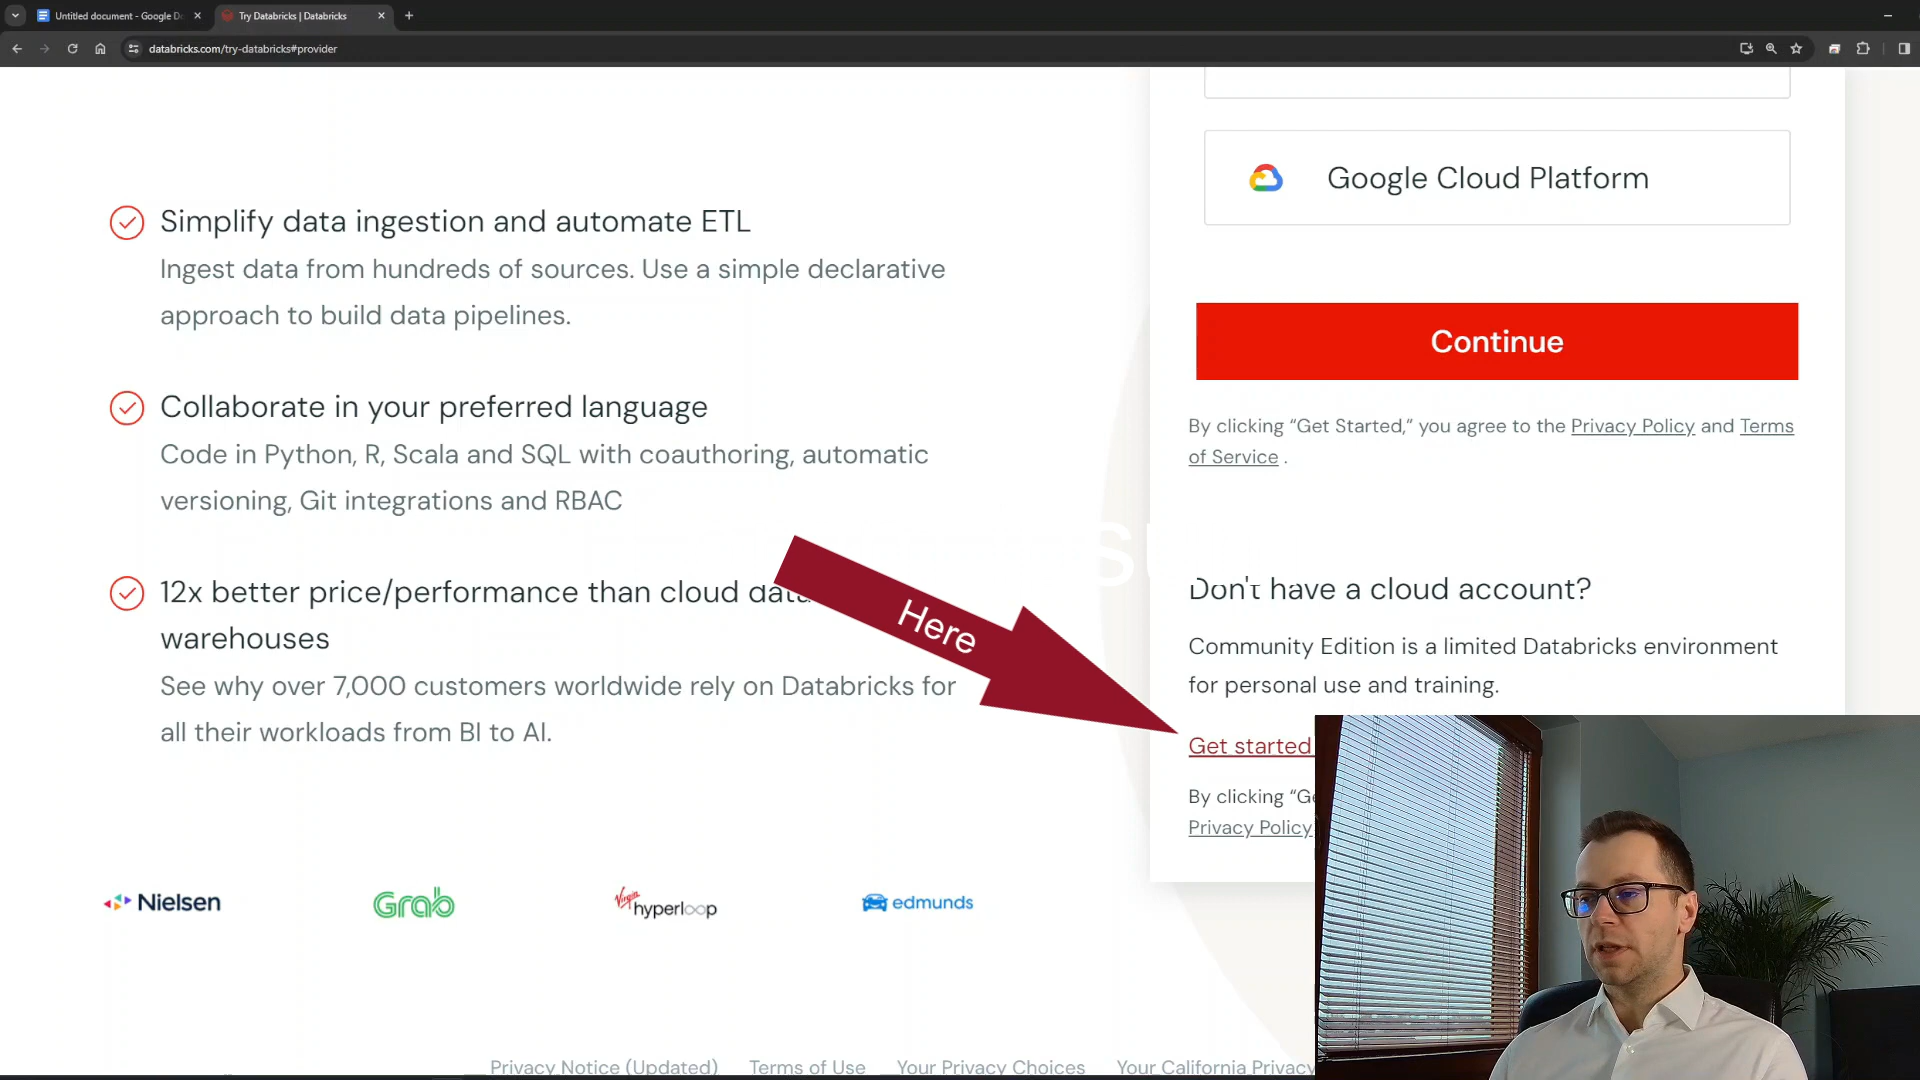 Untitled document - Google Do
Try Databricks | Databricks
databricks.com/try-databricks#provider
Simplify data ingestion and automate ETL
Ingest data from hundreds of sources. Use a simple declarative
approach to build data pipelines.
Collaborate in your preferred language
Code in Python, R, Scala and SQL with coauthoring, automatic
versioning, Git integrations and RBAC
12x better price/performance than cloud data
warehouses
See why over 7,000 customers worldwide rely on Databricks for
all their workloads from BI to AI.
Nielsen
Grab
Virgin
hyperloop
edmunds
Google Cloud Platform
Continue
By clicking “Get Started,” you agree to the Privacy Policy and Terms
of Service .
Here
Don't have a cloud account?
Community Edition is a limited Databricks environment
for personal use and training.
Get started
By clicking “Ge
Privacy Policy
Privacy Notice (Updated)
Terms of Use
Your Privacy Choices
Your California Privacy